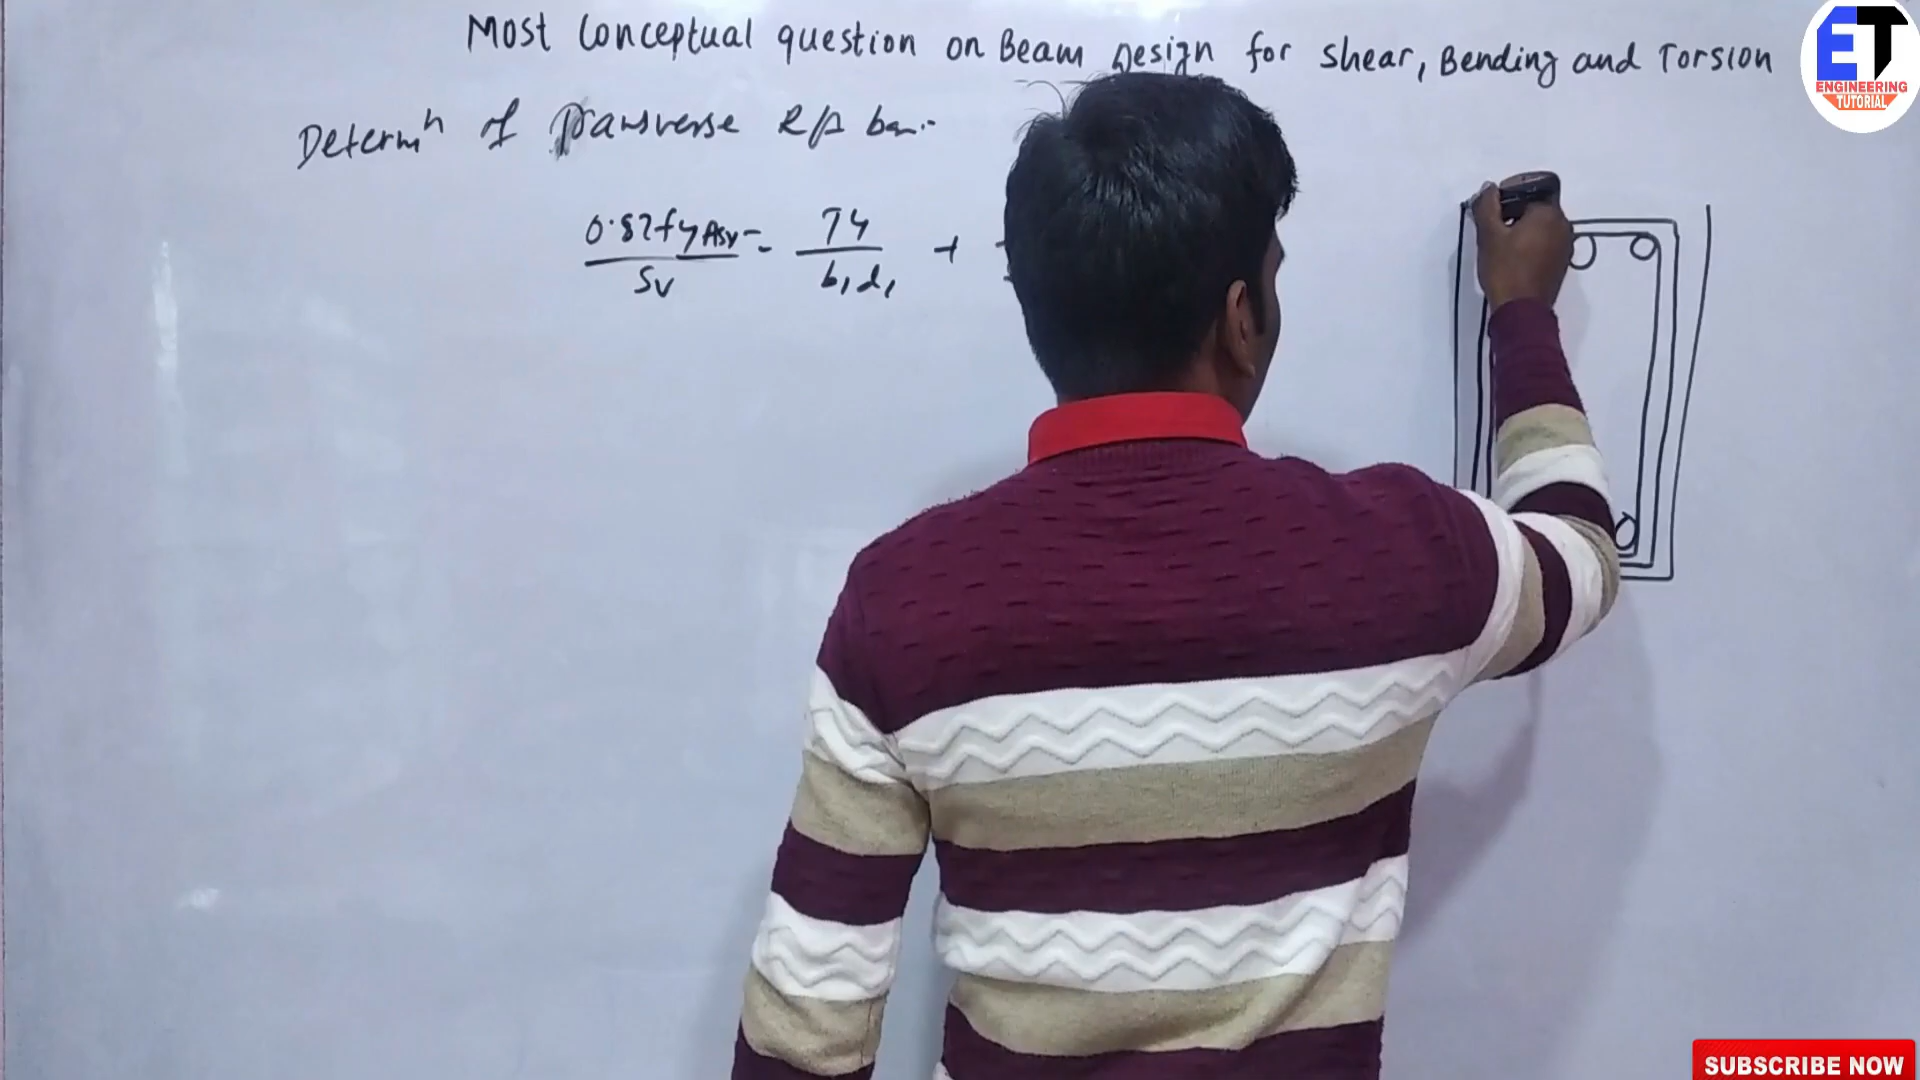 Most Conceptual question on Beam Design for shear, Bending and Torsion
ET
ENGINEERING
TUTORIAL
Determⁿ of Transverse R/f bar:-
0.87fy Asv = Tu +
Sv b1d1
SUBSCRIBE NOW